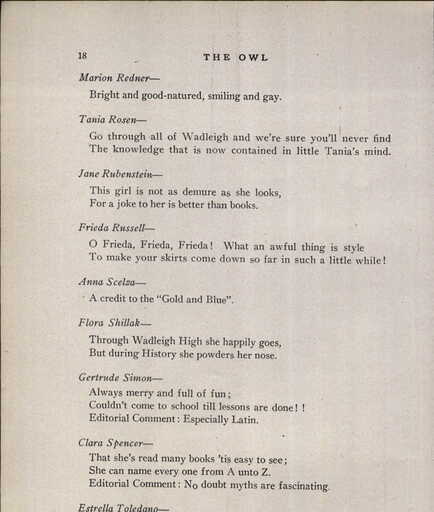 18 THE OWL
Marion Redner—
Bright and good-natured, smiling and gay.
Tania Rosen—
Go through all of Wadleigh and we're sure you'll never find
The knowledge that is now contained in little Tania's mind.
Jane Rubenstein—
This girl is not as demure as she looks,
For a joke to her is better than books.
Frieda Russell—
O Frieda, Frieda, Frieda! What an awful thing is style
To make your skirts come down so far in such a little while!
Anna Scelza—
A credit to the "Gold and Blue".
Flora Shillak—
Through Wadleigh High she happily goes,
But during History she powders her nose.
Gertrude Simon—
Always merry and full of fun;
Couldn't come to school till lessons are done! !
Editorial Comment: Especially Latin.
Clara Spencer—
That she's read many books 'tis easy to see;
She can name every one from A unto Z.
Editorial Comment: No doubt myths are fascinating.
Estrella Toledano—